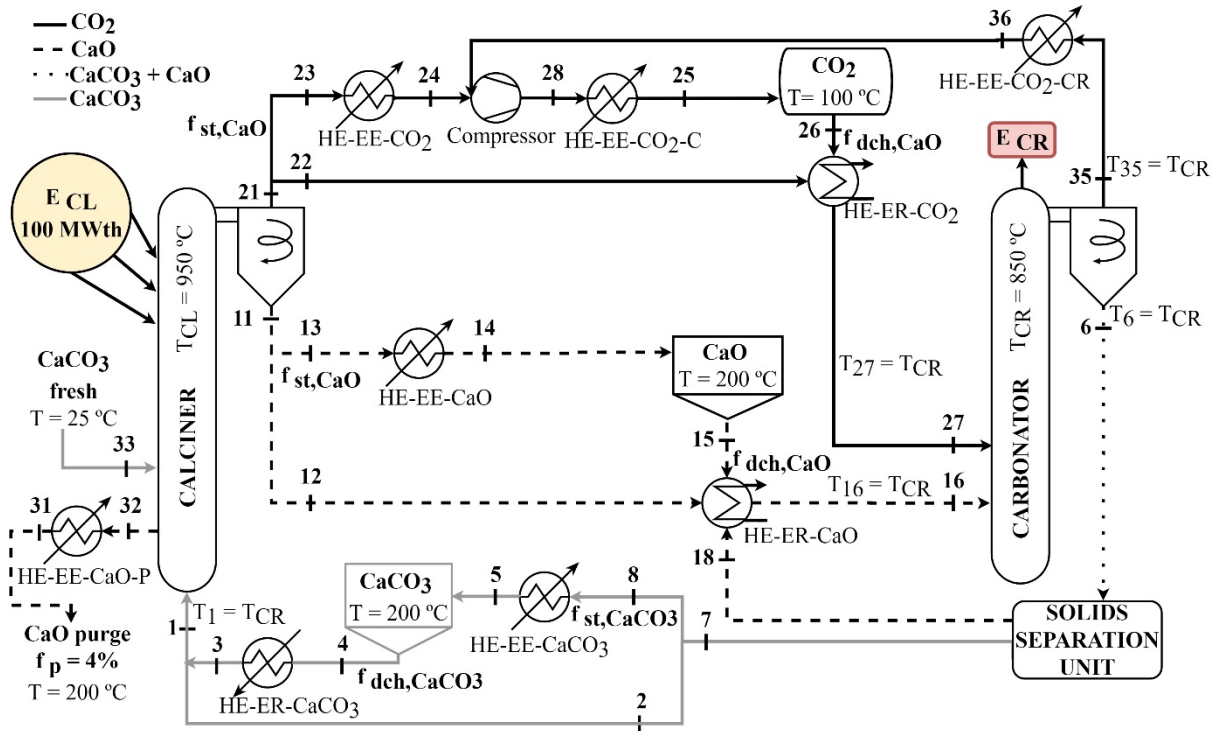 CO2
CaO
CaCO3 + CaO
CaCO3
23
24
28
25
36
HE-EE-CO2
Compressor
HE-EE-CO2-C
CO2
T= 100 ºC
HE-EE-CO2-CR
f st,CaO
26
f dch,CaO
E CR
22
21
HE-ER-CO2
35
T35 = TCR
E CL
100 MWth
CALCINER
TCL = 950 ºC
CARBONATOR
TCR = 850 ºC
11
13
14
f st,CaO
HE-EE-CaO
CaO
T = 200 ºC
6
T6 = TCR
T27 = TCR
27
CaCO3
fresh
T = 25 ºC
33
15
f dch,CaO
12
T16 = TCR
16
HE-ER-CaO
18
31
32
HE-EE-CaO-P
CaO purge
f p = 4%
T = 200 ºC
1
T1 = TCR
3
HE-ER-CaCO3
4
f dch,CaCO3
CaCO3
T = 200 ºC
5
HE-EE-CaCO3
8
f st,CaCO3
7
2
SOLIDS
SEPARATION
UNIT